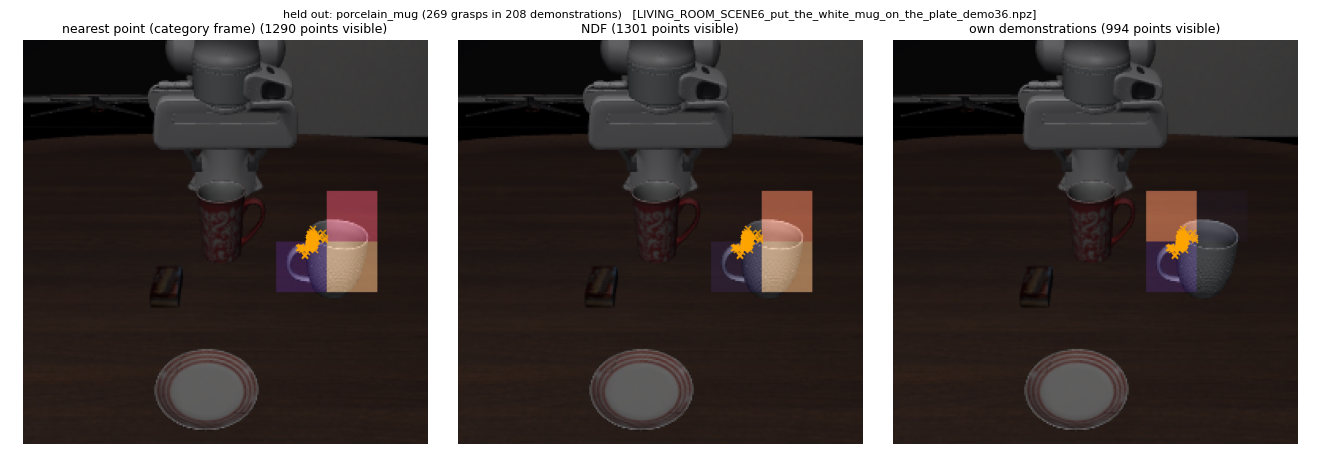 held out: porcelain_mug (269 grasps in 208 demonstrations) [LIVING_ROOM_SCENE6_put_the_white_mug_on_the_plate_demo36.npz]
nearest point (category frame) (1290 points visible)
NDF (1301 points visible)
own demonstrations (994 points visible)